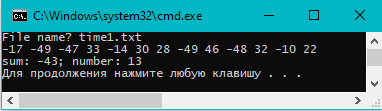 C:\Windows\system32\cmd.exe
File name? time1.txt
-17 -49 -47 33 -14 30 28 -49 46 -48 32 -10 22
sum: -43; number: 13
Для продолжения нажмите любую клавишу . . .